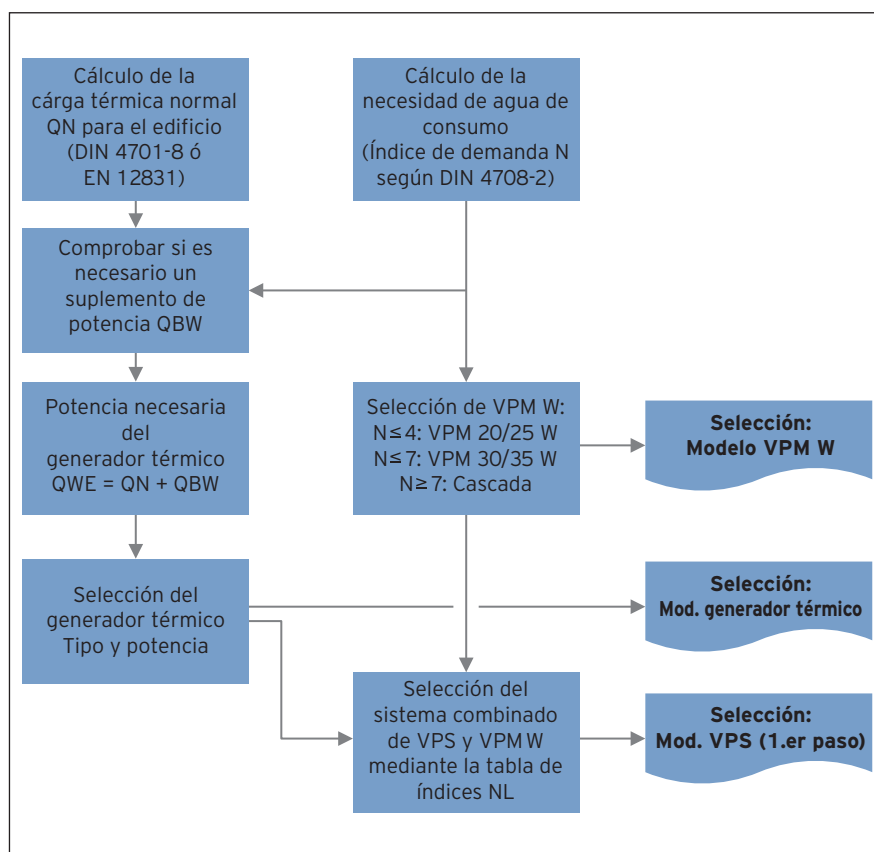 Cálculo de la
cárga térmica normal
QN para el edificio
(DIN 4701-8 ó
EN 12831)
Cálculo de la
necesidad de agua de
consumo
(Índice de demanda N
según DIN 4708-2)
Comprobar si es
necesario un
suplemento de
potencia QBW
Potencia necesaria
del
generador térmico
QWE = QN + QBW
Selección de VPM W:
N≤4: VPM 20/25 W
N≤7: VPM 30/35 W
N≥7: Cascada
Selección:
Modelo VPM W
Selección del
generador térmico
Tipo y potencia
Selección:
Mod. generador térmico
Selección del
sistema combinado
de VPS y VPM W
mediante la tabla de
índices NL
Selección:
Mod. VPS (1.er paso)